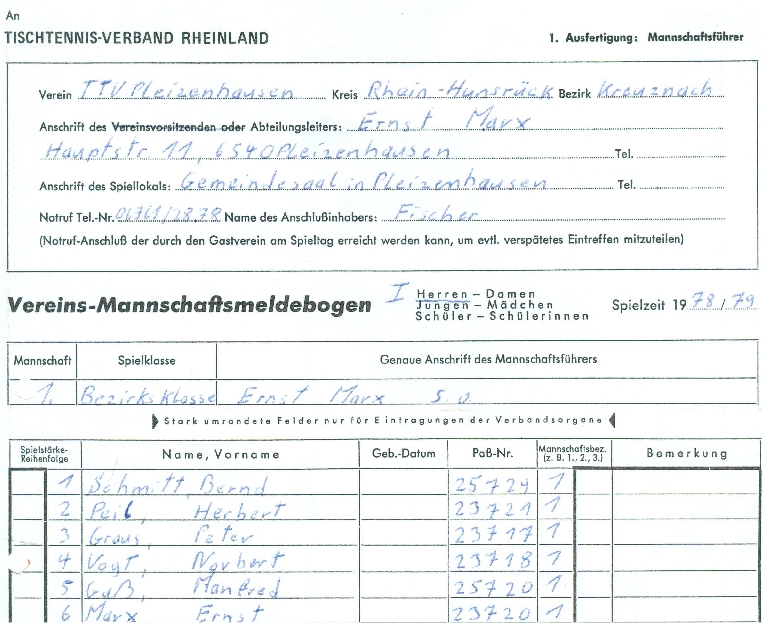 An
TISCHTENNIS-VERBAND RHEINLAND 1. Ausfertigung: Mannschaftsführer
Verein TTV Pleizenhausen Kreis Rhein-Hunsrück Bezirk Kreuznach
Anschrift des Vereinsvorsitzenden oder Abteilungsleiters: Ernst Marx
Hauptstr. 11, 6540 Pleizenhausen Tel.
Anschrift des Spiellokals: Gemeindesaal in Pleizenhausen Tel.
Notruf Tel.-Nr. 06761/2878 Name des Anschlußinhabers: Fischer
(Notruf-Anschluß der durch den Gastverein am Spieltag erreicht werden kann, um evtl. verspätetes Eintreffen mitzuteilen)
Vereins-Mannschaftsmeldebogen I Herren – Damen
Jungen – Mädchen Spielzeit 1978/79
Schüler – Schülerinnen
Mannschaft Spielklasse Genaue Anschrift des Mannschaftsführers
1. Bezirksklasse Ernst Marx s.o.
Stark umrandete Felder nur für Eintragungen der Verbandsorgane
Spielstärke-Reihenfolge Name, Vorname Geb.-Datum Paß-Nr. Mannschaftsbez. (z. B. 1., 2., 3.) Bemerkung
1 Schmitt, Bernd 25729 1
2 Peil, Herbert 23721 1
3 Graus, Peter 23717 1
4 Vogt, Norbert 23718 1
5 Gaß, Manfred 25720 1
6 Marx Ernst 23720 1